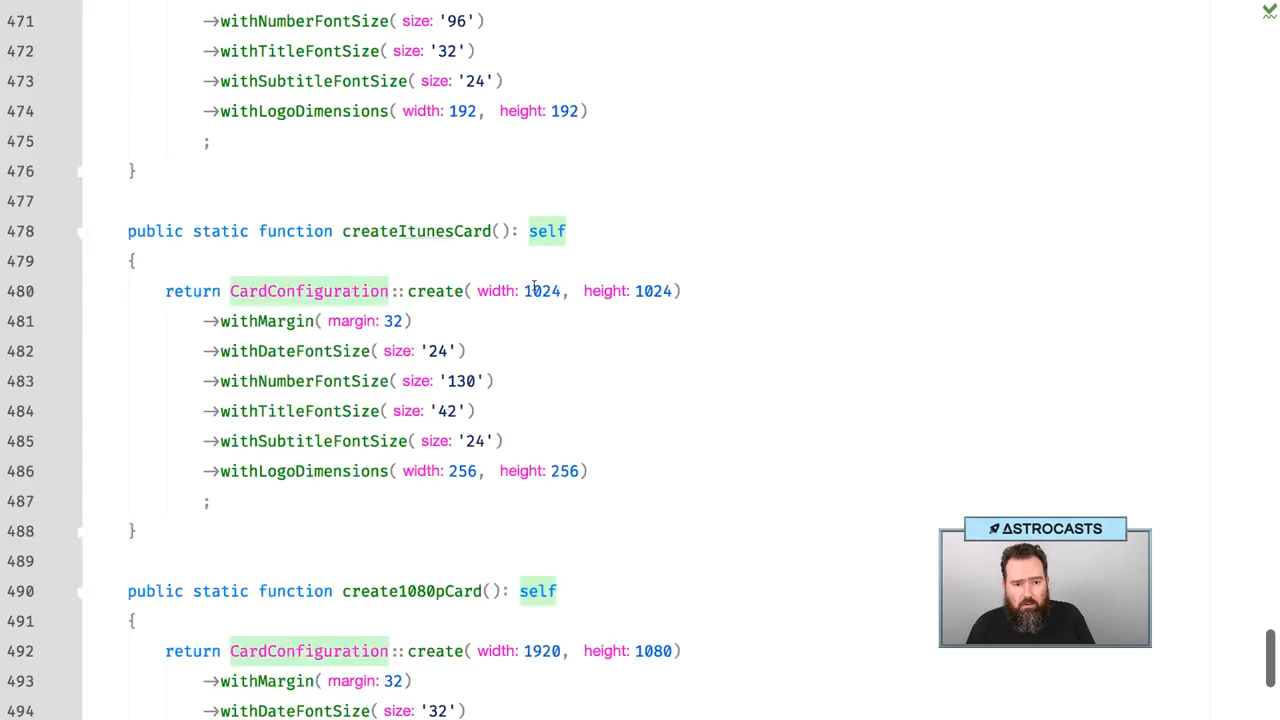 471 →withNumberFontSize( size: '96')
472 →withTitleFontSize( size: '32')
473 →withSubtitleFontSize( size: '24')
474 →withLogoDimensions( width: 192, height: 192)
475 ;
476 }
477
478 public static function createItunesCard(): self
479 {
480 return CardConfiguration::create( width: 1024, height: 1024)
481 →withMargin( margin: 32)
482 →withDateFontSize( size: '24')
483 →withNumberFontSize( size: '130')
484 →withTitleFontSize( size: '42')
485 →withSubtitleFontSize( size: '24')
486 →withLogoDimensions( width: 256, height: 256)
487 ;
488 }
489
490 public static function create1080pCard(): self
491 {
492 return CardConfiguration::create( width: 1920, height: 1080)
493 →withMargin( margin: 32)
494 →withDateFontSize( size: '32')
ΔSTROCASTS